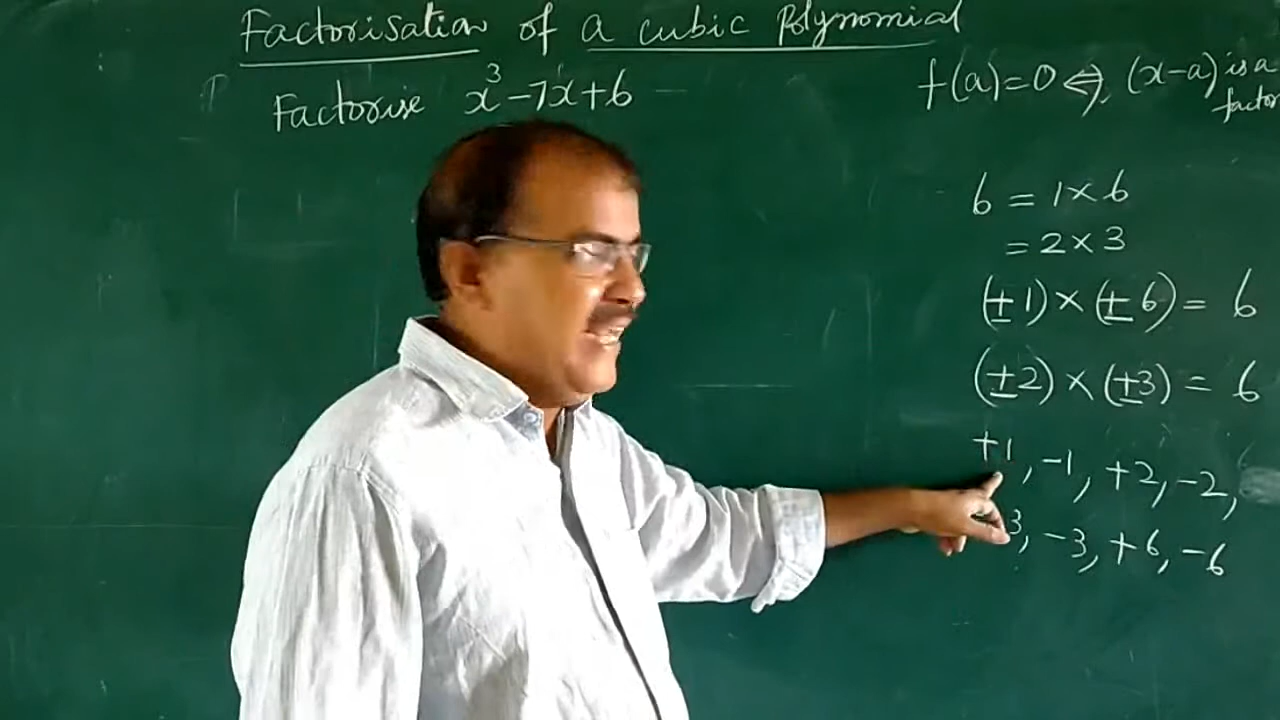 Factorisation of a cubic Polynomial
Factorise x³-7x+6
f(a)=0⇔, (x-a) is a factor
6 = 1×6
= 2×3
(±1)×(±6)= 6
(±2)×(±3)= 6
+1, -1, +2, -2,
3, -3, +6, -6